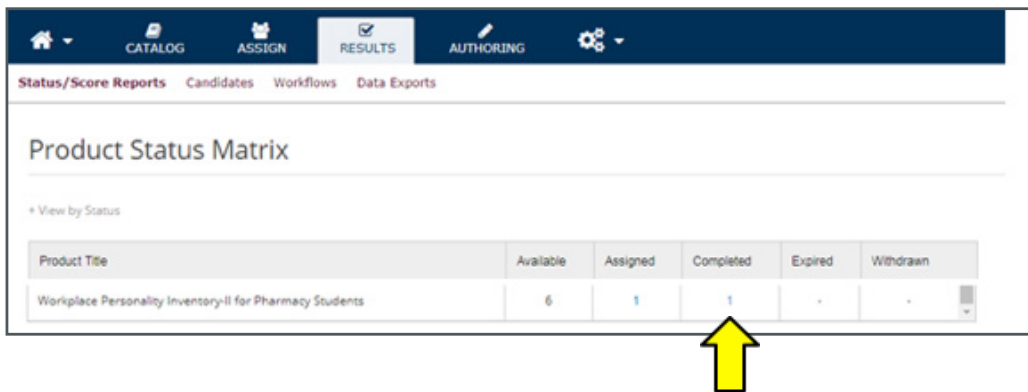 CATALOG ASSIGN RESULTS AUTHORING
Status/Score Reports Candidates Workflows Data Exports
Product Status Matrix
+ View by Status
Product Title Available Assigned Completed Expired Withdrawn
Workplace Personality Inventory-II for Pharmacy Students 6 1 1 - -